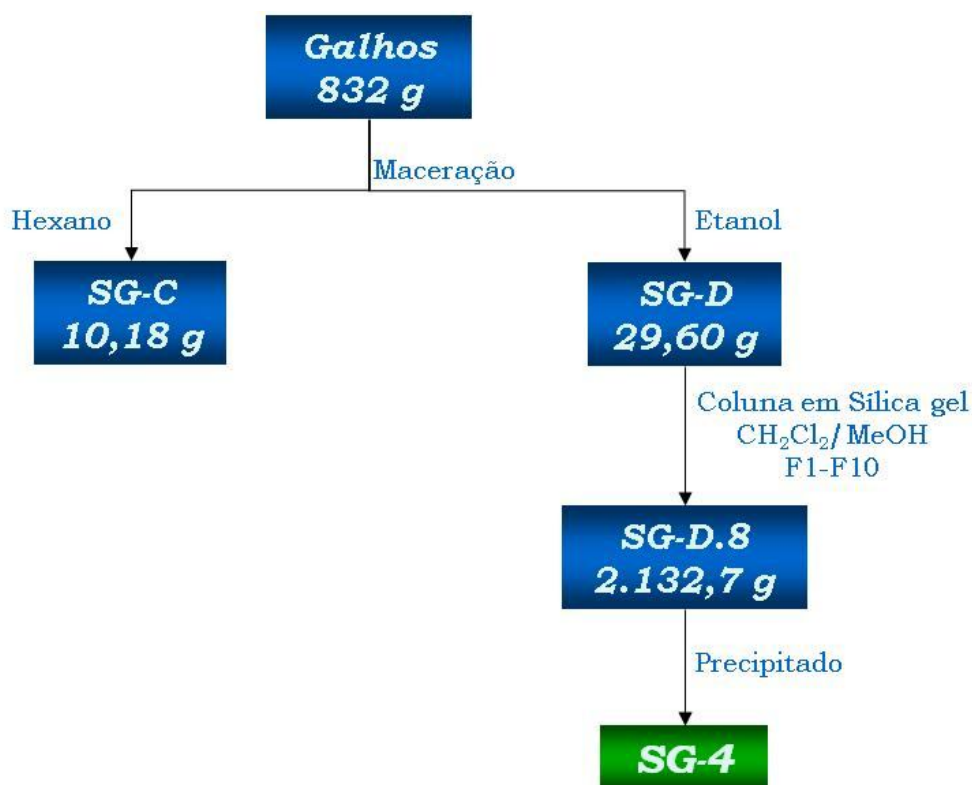 Galhos
832 g
Maceração
Hexano
Etanol
SG-C
10,18 g
SG-D
29,60 g
Coluna em Sílica gel
CH₂Cl₂/ MeOH
F1-F10
SG-D.8
2.132,7 g
Precipitado
SG-4